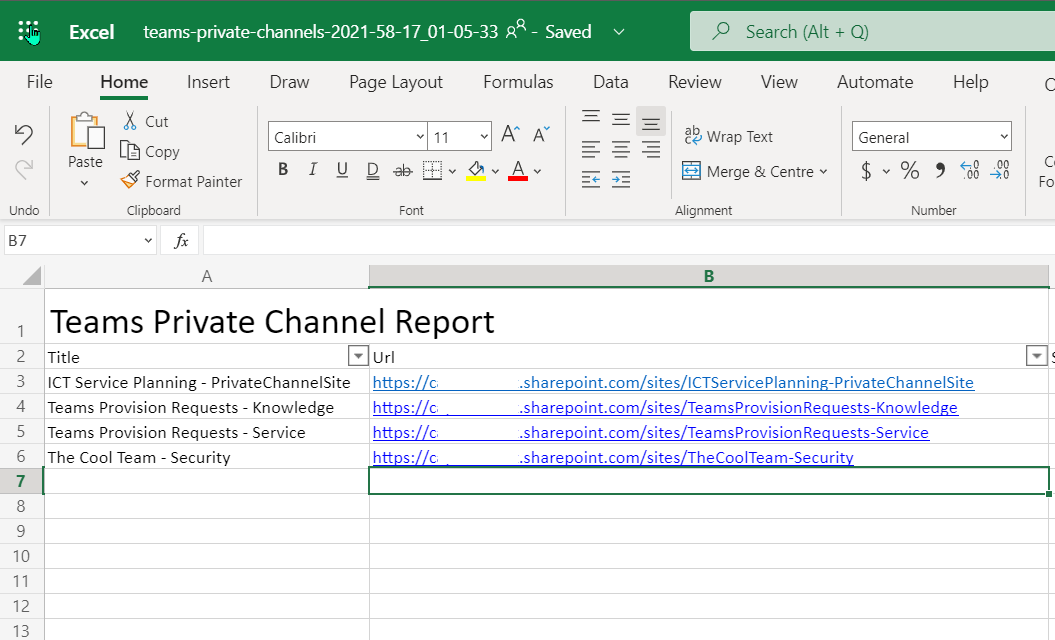 Excel teams-private-channels-2021-58-17_01-05-33 - Saved Search (Alt + Q)
File Home Insert Draw Page Layout Formulas Data Review View Automate Help
Cut
Copy
Paste
Format Painter
Undo Clipboard
Calibri 11
B I U D ab
Font
Wrap Text
Merge & Centre
Alignment
General
$ % 9 .00
Number
B7 fx
A B
1 Teams Private Channel Report
2 Title Url
3 ICT Service Planning - PrivateChannelSite https://c .sharepoint.com/sites/ICTServicePlanning-PrivateChannelSite
4 Teams Provision Requests - Knowledge https://c .sharepoint.com/sites/TeamsProvisionRequests-Knowledge
5 Teams Provision Requests - Service https://c .sharepoint.com/sites/TeamsProvisionRequests-Service
6 The Cool Team - Security https://c .sharepoint.com/sites/TheCoolTeam-Security
7
8
9
10
11
12
13